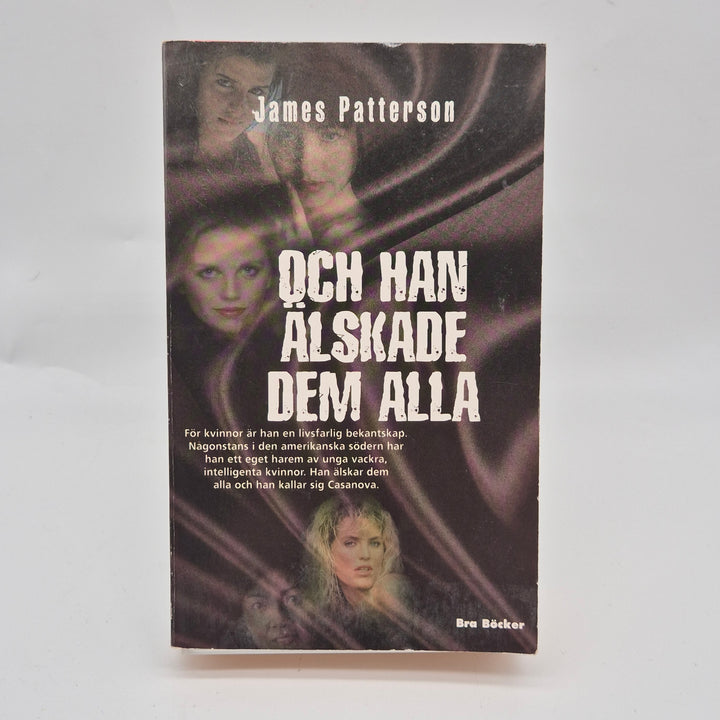 James Patterson
OCH HAN
ÄLSKADE
DEM ALLA
För kvinnor är han en livsfarlig bekantskap.
Någonstans i den amerikanska södern har
han ett eget harem av unga vackra,
intelligenta kvinnor. Han älskar dem
alla och han kallar sig Casanova.
Bra Böcker